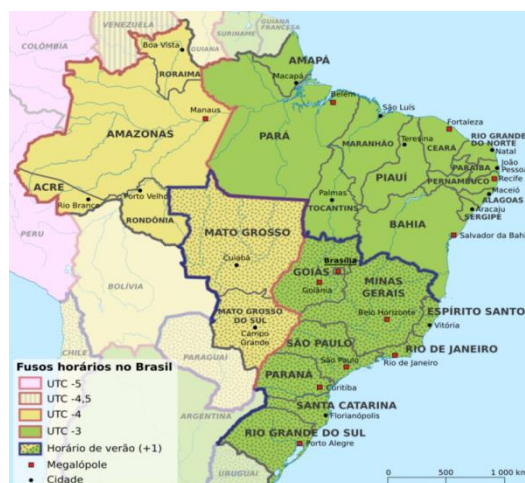 VENEZUELA
COLÔMBIA
GUIANA
SURINAME
GUIANA
FRANCESA
Boa Vista
RORAIMA
AMAPÁ
Macapá
Belém
Manaus
AMAZONAS
PARÁ
São Luís
Fortaleza
MARANHÃO
Teresina
CEARÁ
RIO GRANDE
DO NORTE
Natal
PARAÍBA
João
Pessoa
PIAUÍ
PERNAMBUCO
Recife
ALAGOAS
Maceió
SERGIPE
Aracaju
ACRE
Rio Branco
Porto Velho
RONDÔNIA
Palmas
TOCANTINS
BAHIA
Salvador da Bahi
PERU
MATO GROSSO
Cuiabá
BOLÍVIA
Brasília
GOIÁS
Goiânia
MINAS
GERAIS
Belo Horizonte
ESPÍRITO SANTO
Vitória
MATO GROSSO
DO SUL
Campo
Grande
SÃO PAULO
São Paulo
RIO DE JANEIRO
Rio de Janeiro
CHILE
PARAGUAI
PARANÁ
Curitiba
SANTA CATARINA
Florianópolis
ARGENTINA
RIO GRANDE DO SUL
Porto Alegre
URUGUAI
Fusos horários no Brasil
UTC -5
UTC -4,5
UTC -4
UTC -3
Horário de verão (+1)
Megalópole
Cidade
0
500
1 000 km